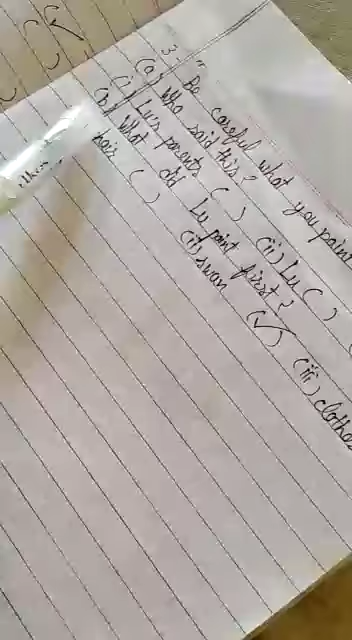 3. "Be careful what you paint
(a) Who said this?
(i) Lu's parents ( ) (ii) Lu ( ) (
(b) What did Lu paint first?
hair ( ) (ii) swan (✓) (iii) clothes